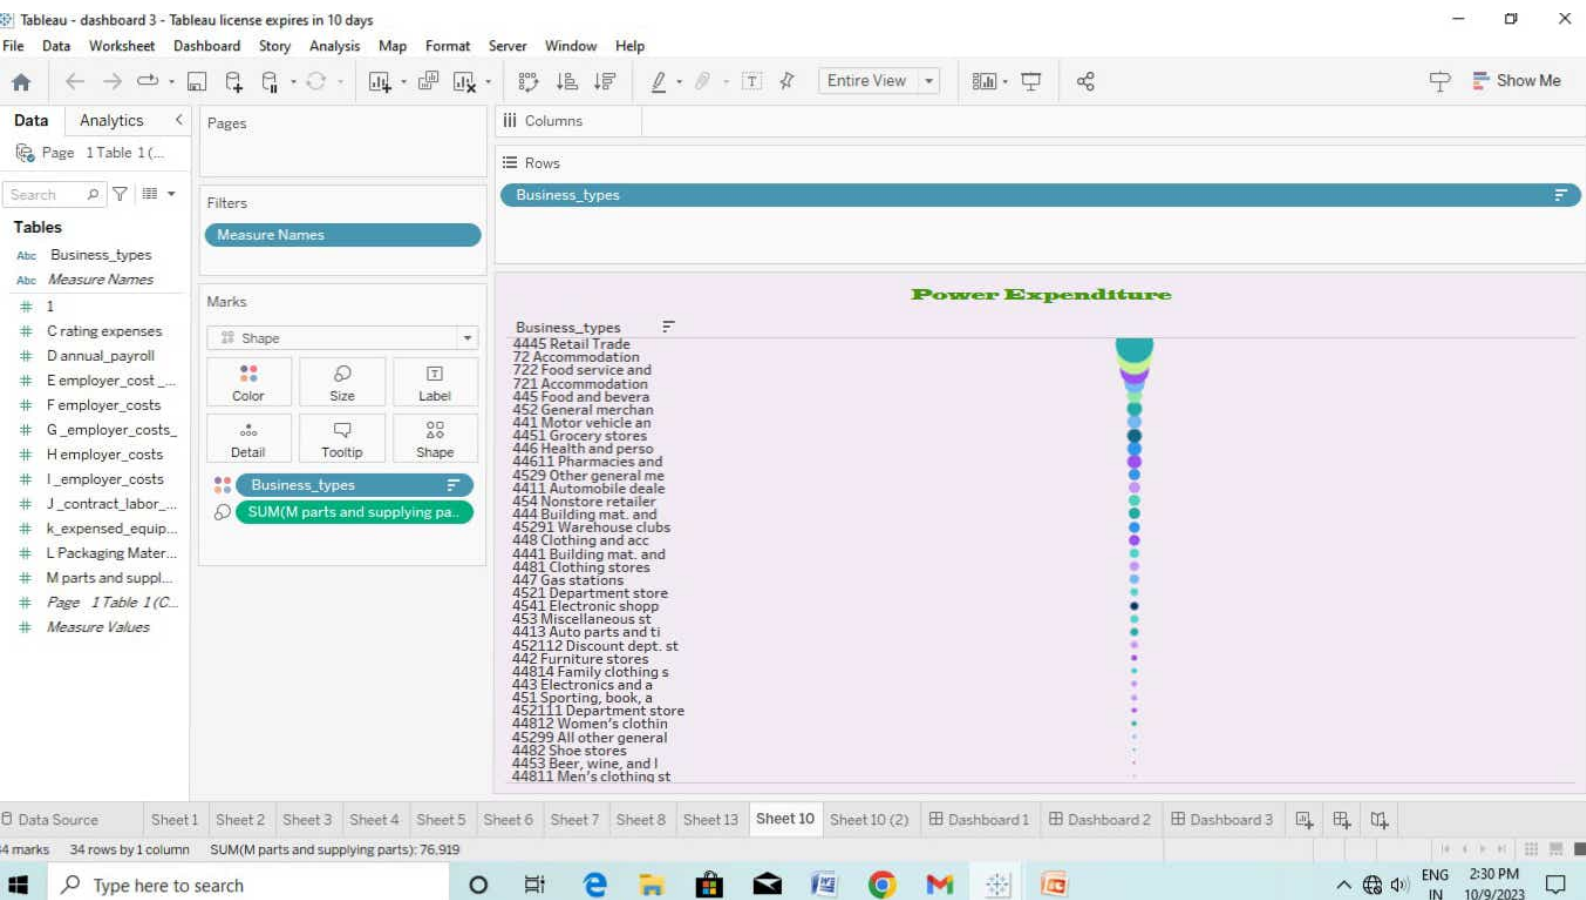 Tableau - dashboard 3 - Tableau license expires in 10 days
File Data Worksheet Dashboard Story Analysis Map Format Server Window Help
Entire View
Show Me
Data Analytics
Page 1 Table 1 (...
Search
Tables
Abc Business_types
Abc Measure Names
# 1
# C rating expenses
# D annual_payroll
# E employer_cost _...
# F employer_costs
# G _employer_costs_
# H employer_costs
# I _employer_costs
# J _contract_labor_...
# k_expensed_equip...
# L Packaging Mater...
# M parts and suppl...
# Page 1 Table 1 (C...
# Measure Values
Pages
Filters
Measure Names
Marks
Shape
Color Size Label
Detail Tooltip Shape
Business_types
SUM(M parts and supplying pa..
Columns
Rows
Business_types
Power Expenditure
Business_types
4445 Retail Trade
72 Accommodation
722 Food service and
721 Accommodation
445 Food and bevera
452 General merchan
441 Motor vehicle an
4451 Grocery stores
446 Health and perso
44611 Pharmacies and
4529 Other general me
4411 Automobile deale
454 Nonstore retailer
444 Building mat. and
45291 Warehouse clubs
448 Clothing and acc
4441 Building mat. and
4481 Clothing stores
447 Gas stations
4521 Department store
4541 Electronic shopp
453 Miscellaneous st
4413 Auto parts and ti
452112 Discount dept. st
442 Furniture stores
44814 Family clothing s
443 Electronics and a
451 Sporting, book, a
452111 Department store
44812 Women's clothin
45299 All other general
4482 Shoe stores
4453 Beer, wine, and l
44811 Men's clothing st
Data Source Sheet 1 Sheet 2 Sheet 3 Sheet 4 Sheet 5 Sheet 6 Sheet 7 Sheet 8 Sheet 13 Sheet 10 Sheet 10 (2) Dashboard 1 Dashboard 2 Dashboard 3
4 marks 34 rows by 1 column SUM(M parts and supplying parts): 76,919
Type here to search
ENG 2:30 PM
IN 10/9/2023